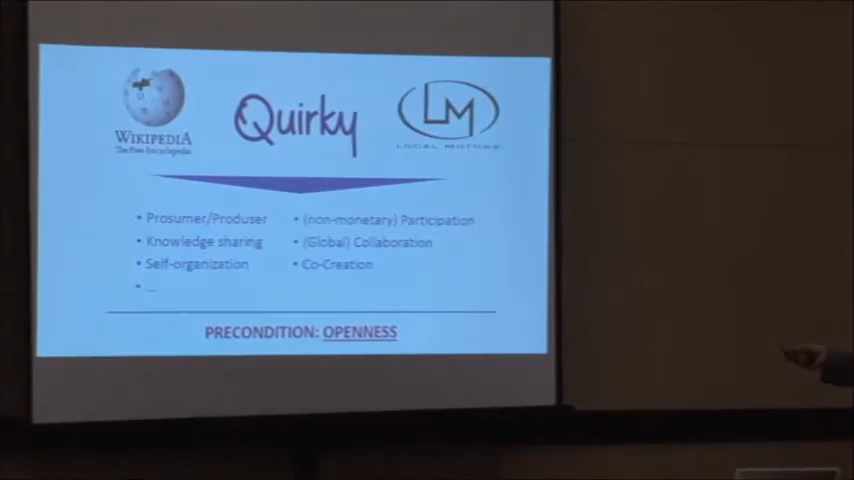 WIKIPEDIA
The Free Encyclopedia
Quirky
LM
LOCAL MOTORS
• Prosumer/Produser
• Knowledge sharing
• Self-organization
• ...
• (non-monetary) Participation
• (Global) Collaboration
• Co-Creation
PRECONDITION: OPENNESS